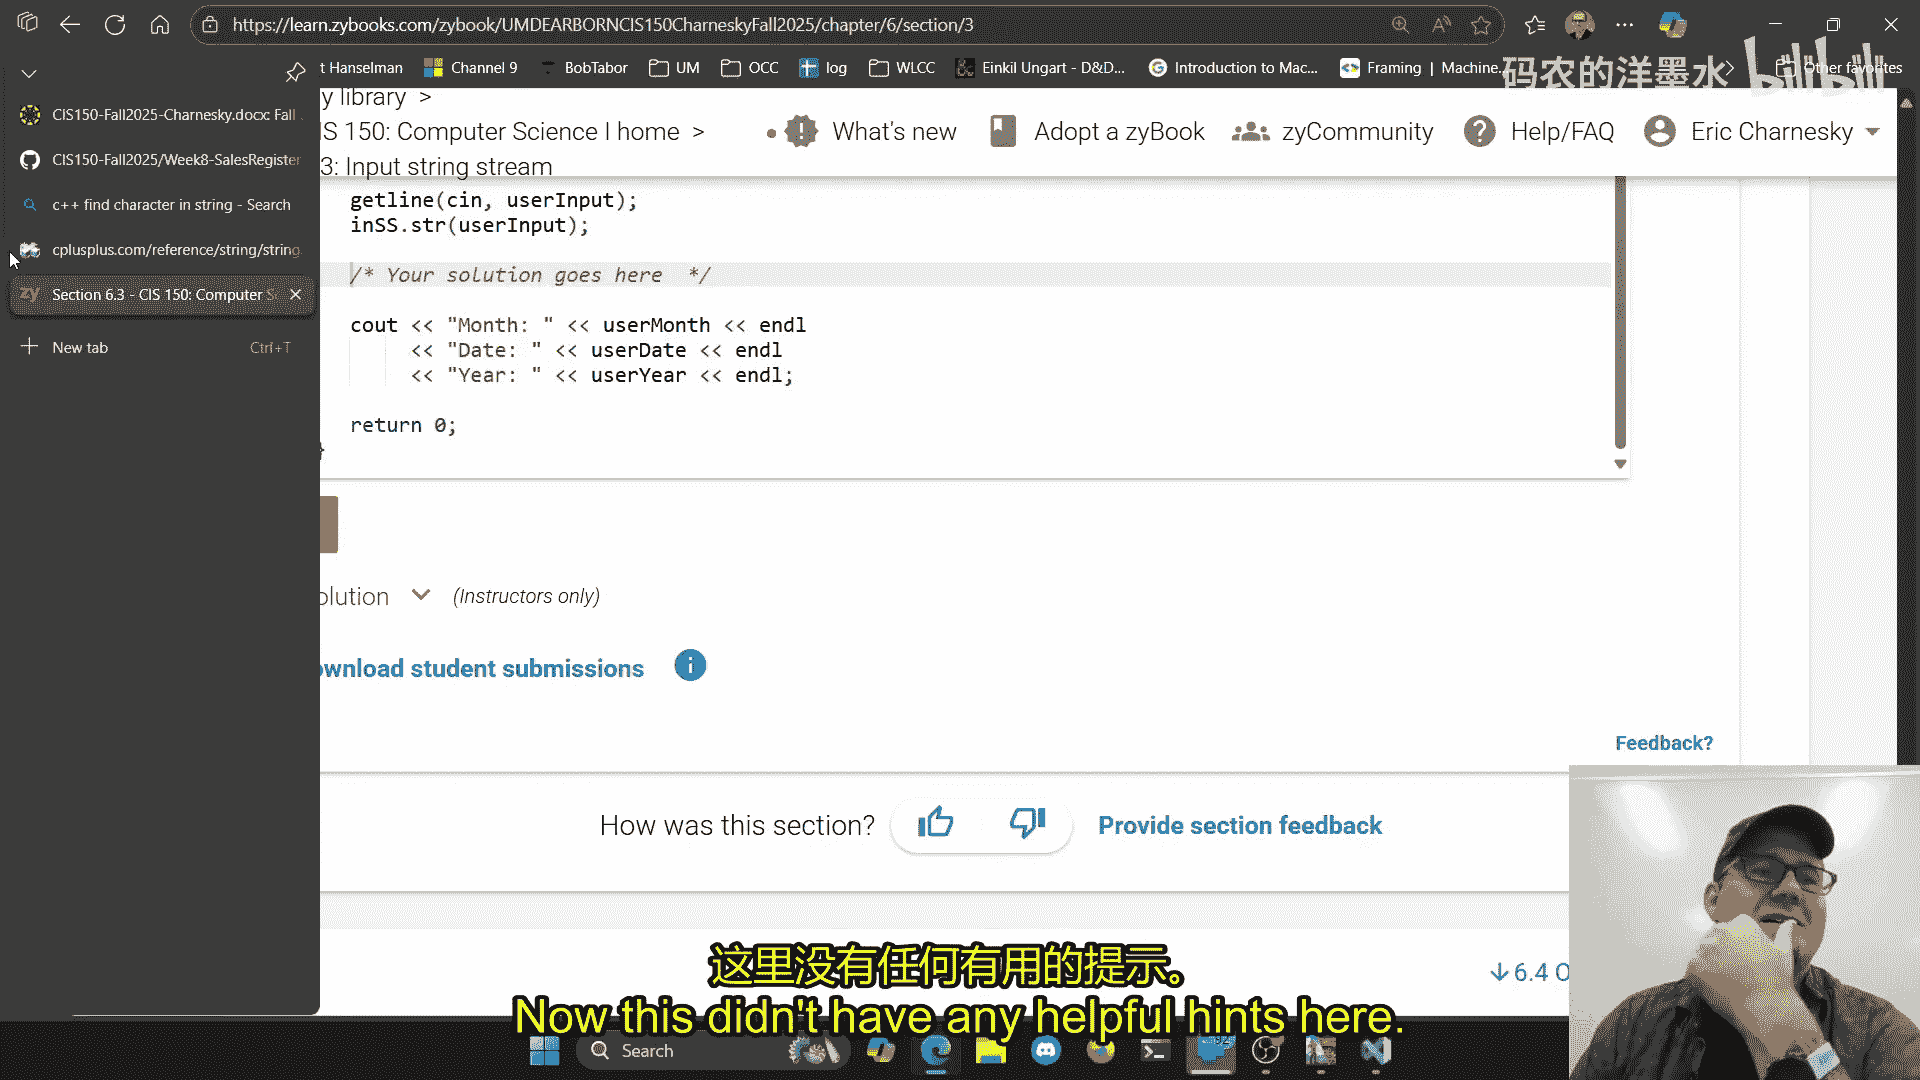 https://learn.zybooks.com/zybook/UMDEARBORNCIS150CharneskyFall2025/chapter/6/section/3
t Hanselman
Channel 9
BobTabor
UM
OCC
log
WLCC
Einkil Ungart - D&D...
Introduction to Mac...
Framing | Machine...
Other favorites
码农的洋墨水
bilibili
CIS150-Fall2025-Charnesky.docx: Fall
CIS150-Fall2025/Week8-SalesRegister
c++ find character in string - Search
cplusplus.com/reference/string/string
Section 6.3 - CIS 150: Computer S
New tab
Ctrl+T
y library >
IS 150: Computer Science I home >
3: Input string stream
What's new
Adopt a zyBook
zyCommunity
Help/FAQ
Eric Charnesky
getline(cin, userInput);
inSS.str(userInput);
/* Your solution goes here */
cout << "Month: " << userMonth << endl
<< "Date: " << userDate << endl
<< "Year: " << userYear << endl;
return 0;
}
olution
(Instructors only)
ownload student submissions
Feedback?
How was this section?
Provide section feedback
6.4 O
这里没有任何有用的提示。
Now this didn't have any helpful hints here.
Search